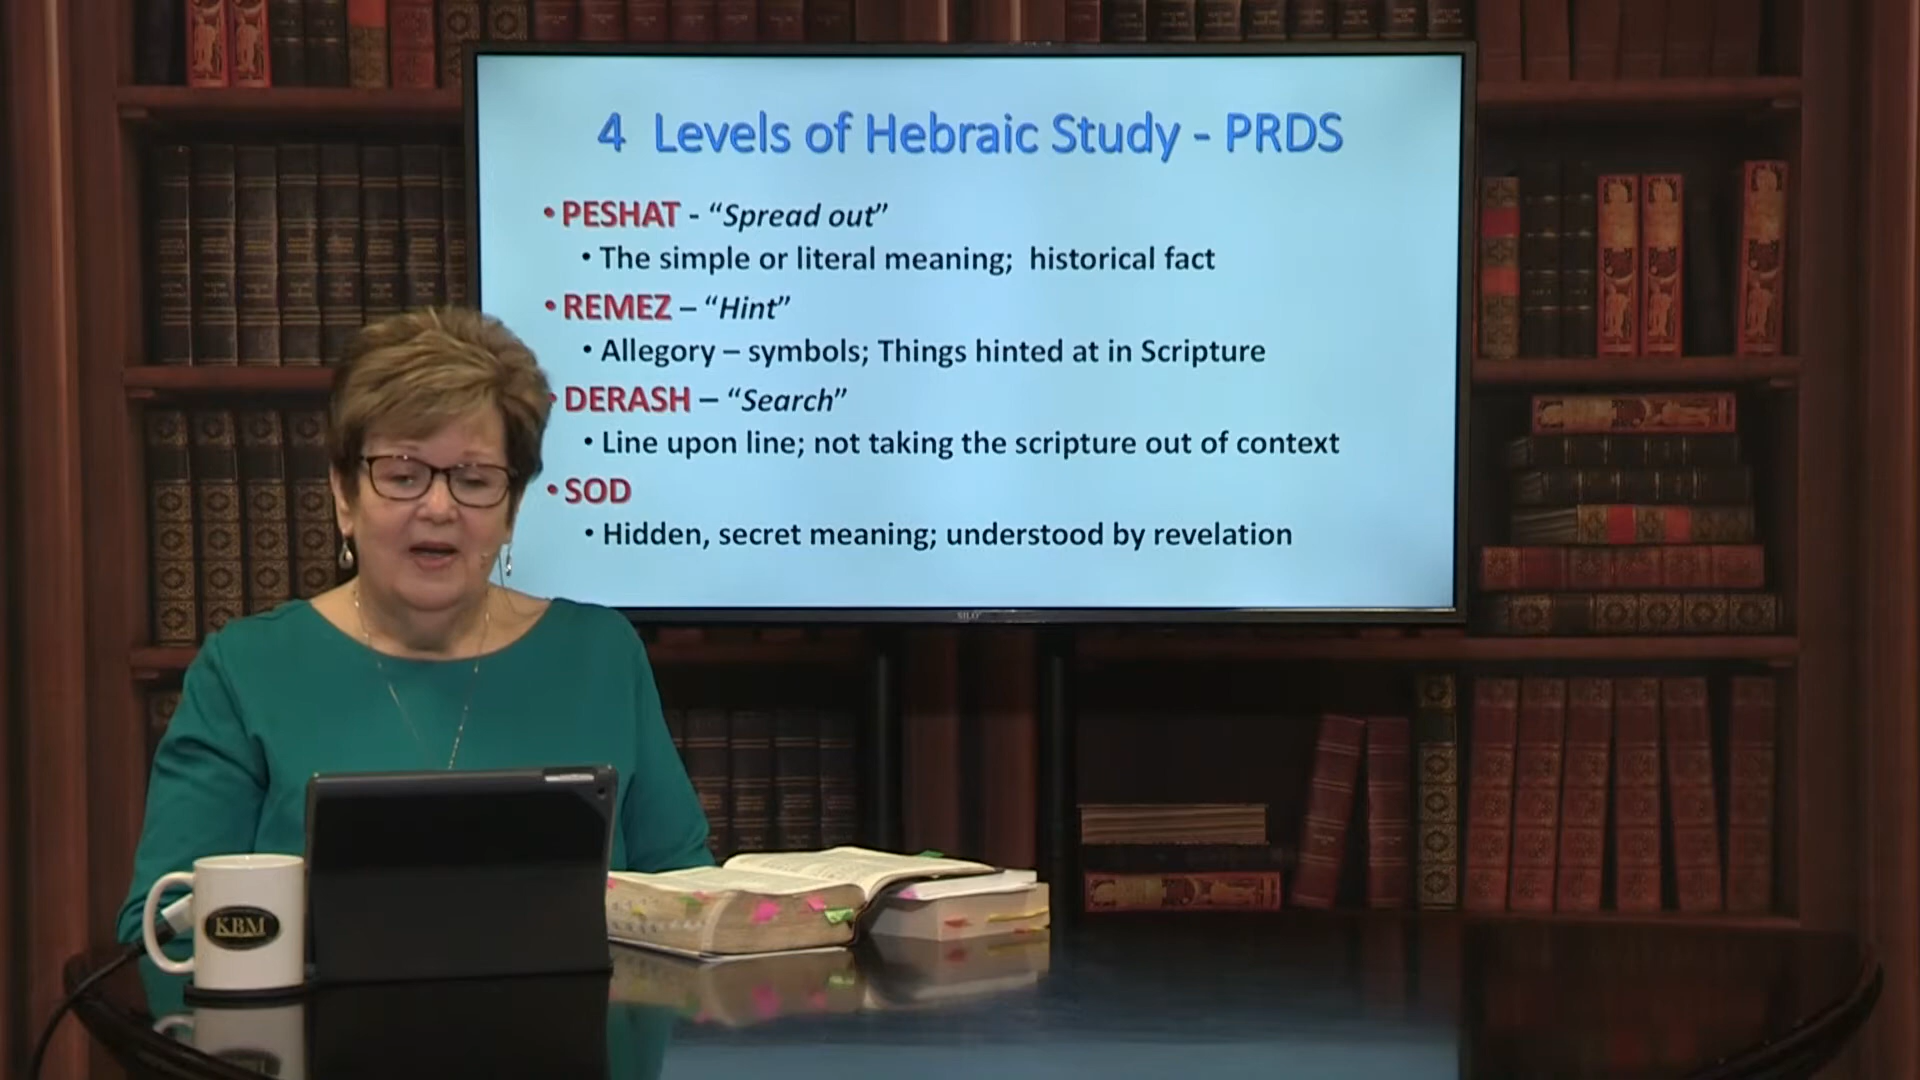 4 Levels of Hebraic Study - PRDS
• PESHAT - “Spread out”
• The simple or literal meaning; historical fact
• REMEZ – “Hint”
• Allegory – symbols; Things hinted at in Scripture
• DERASH – “Search”
• Line upon line; not taking the scripture out of context
• SOD
• Hidden, secret meaning; understood by revelation
KBM